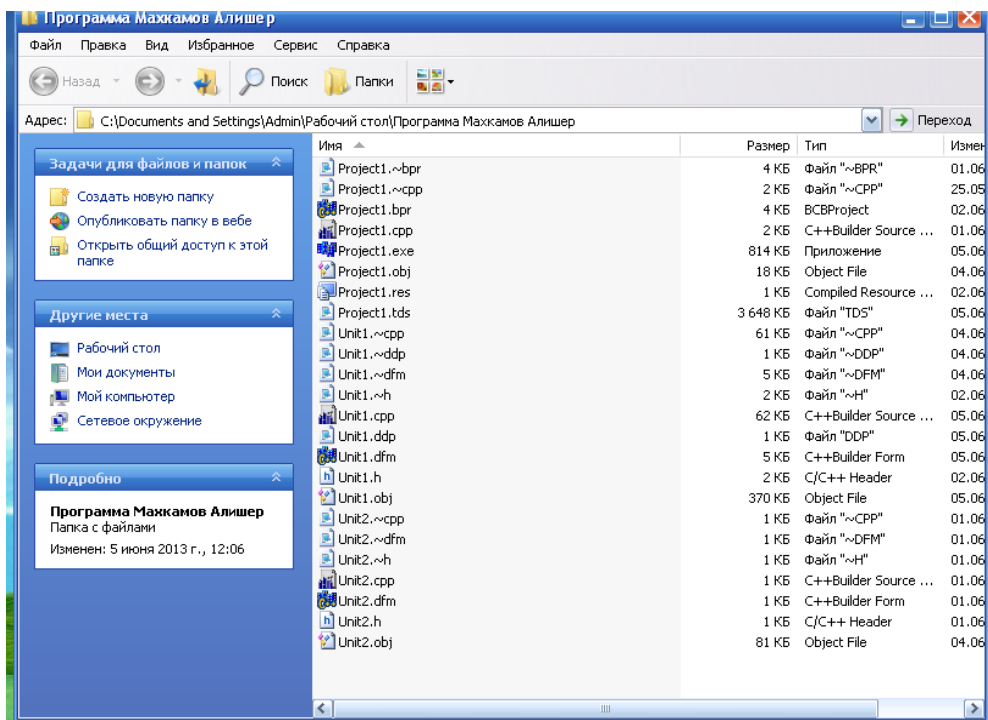 Программа Махкамов Алишер
Файл Правка Вид Избранное Сервис Справка
Назад Поиск Папки
Адрес: C:\Documents and Settings\Admin\Рабочий стол\Программа Махкамов Алишер Переход
Задачи для файлов и папок
Создать новую папку
Опубликовать папку в вебе
Открыть общий доступ к этой
папке
Другие места
Рабочий стол
Мои документы
Мой компьютер
Сетевое окружение
Подробно
Программа Махкамов Алишер
Папка с файлами
Изменен: 5 июня 2013 г., 12:06
Имя Размер Тип Измен
Project1.~bpr 4 КБ Файл "~BPR" 01.06
Project1.~cpp 2 КБ Файл "~CPP" 25.05
Project1.bpr 4 КБ BCBProject 02.06
Project1.cpp 2 КБ C++Builder Source ... 01.06
Project1.exe 814 КБ Приложение 05.06
Project1.obj 18 КБ Object File 04.06
Project1.res 1 КБ Compiled Resource ... 02.06
Project1.tds 3 648 КБ Файл "TDS" 05.06
Unit1.~cpp 61 КБ Файл "~CPP" 04.06
Unit1.~ddp 1 КБ Файл "~DDP" 04.06
Unit1.~dfm 5 КБ Файл "~DFM" 04.06
Unit1.~h 2 КБ Файл "~H" 02.06
Unit1.cpp 62 КБ C++Builder Source ... 05.06
Unit1.ddp 1 КБ Файл "DDP" 05.06
Unit1.dfm 5 КБ C++Builder Form 05.06
Unit1.h 2 КБ C/C++ Header 02.06
Unit1.obj 370 КБ Object File 05.06
Unit2.~cpp 1 КБ Файл "~CPP" 01.06
Unit2.~dfm 1 КБ Файл "~DFM" 01.06
Unit2.~h 1 КБ Файл "~H" 01.06
Unit2.cpp 1 КБ C++Builder Source ... 01.06
Unit2.dfm 1 КБ C++Builder Form 01.06
Unit2.h 1 КБ C/C++ Header 01.06
Unit2.obj 81 КБ Object File 04.06